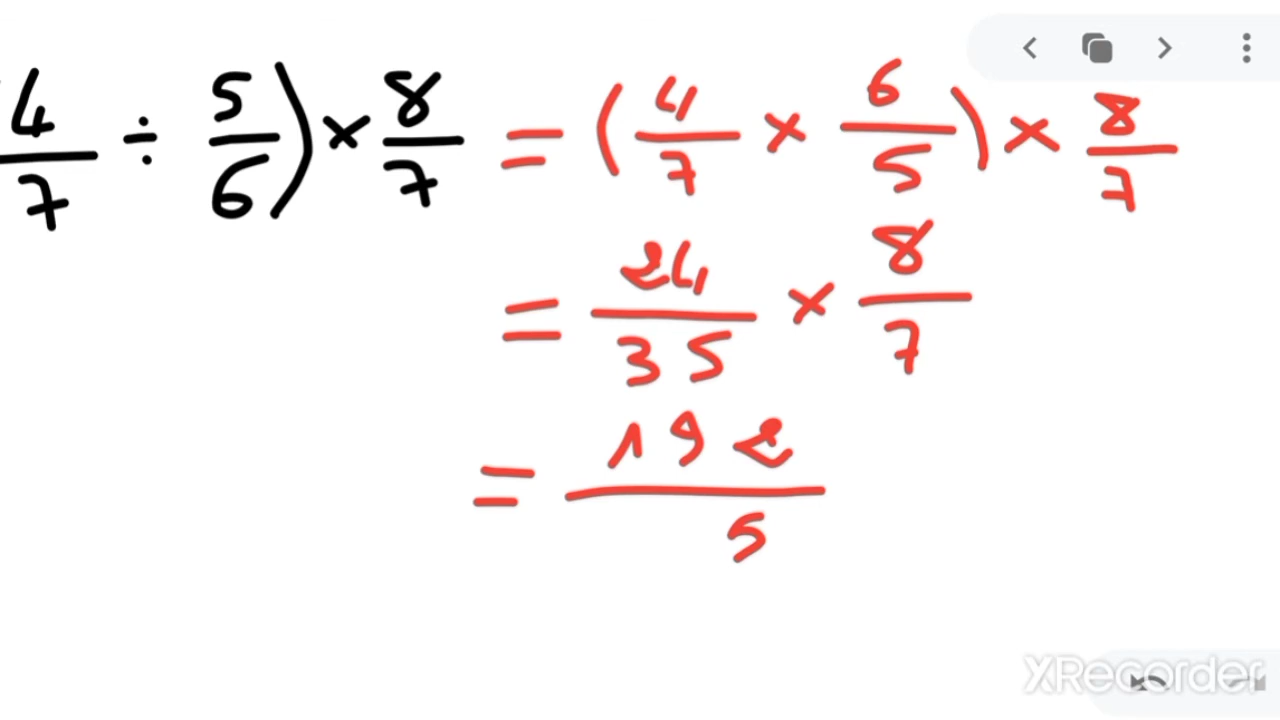 4/7 ÷ 5/6) × 8/7 = (4/7 × 6/5) × 8/7
= 24/35 × 8/7
= 192/5
XRecorder